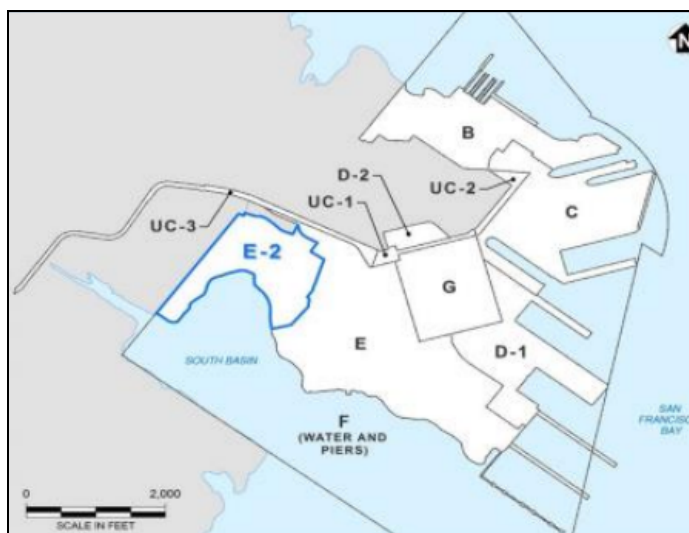 N
B
D-2
UC-2
UC-1
C
UC-3
E-2
G
E
D-1
SOUTH BASIN
F
(WATER AND
PIERS)
SAN
FRANCISC
BAY
0
2,000
SCALE IN FEET